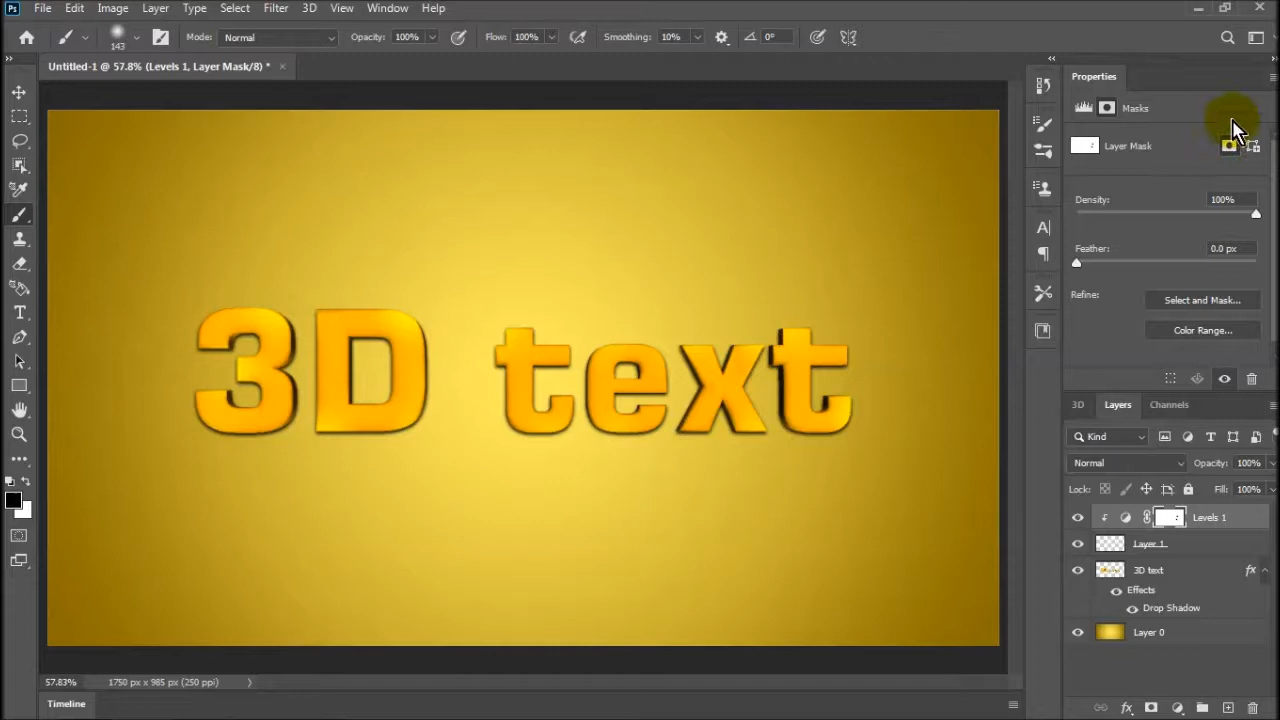 Ps File Edit Image Layer Type Select Filter 3D View Window Help
143 Mode: Normal Opacity: 100% Flow: 100% Smoothing: 10% 0°
Untitled-1 @ 57.8% (Levels 1, Layer Mask/8) *
Properties
Masks
Layer Mask
Density: 100%
Feather: 0.0 px
Refine: Select and Mask...
Color Range...
3D text
3D Layers Channels
Kind
Normal Opacity: 100%
Lock: Fill: 100%
Levels 1
Layer 1
3D text fx
Effects
Drop Shadow
Layer 0
57.83% 1750 px x 985 px (250 ppi)
Timeline
fx